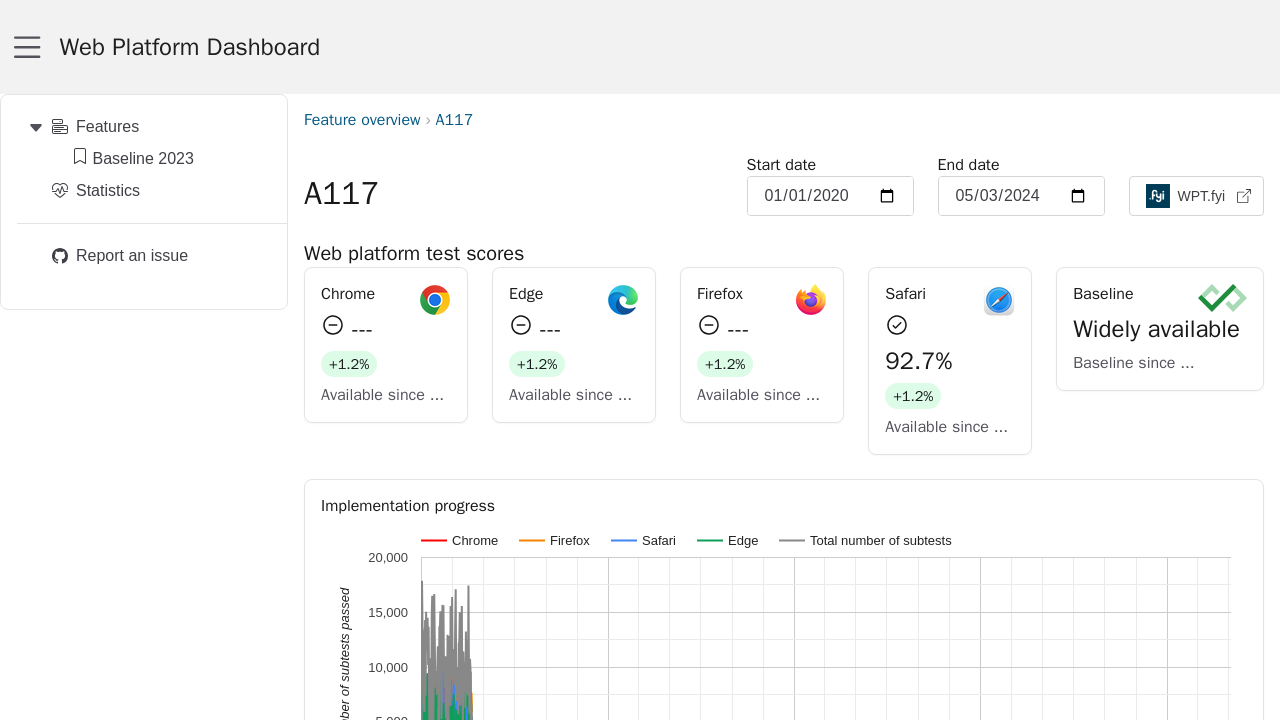 Web Platform Dashboard
Features
Baseline 2023
Statistics
Report an issue
Feature overview › A117
A117
Start date
01/01/2020
End date
05/03/2024
.fyi
WPT.fyi
Web platform test scores
Chrome
---
+1.2%
Available since ...
Edge
---
+1.2%
Available since ...
Firefox
---
+1.2%
Available since ...
Safari
92.7%
+1.2%
Available since ...
Baseline
Widely available
Baseline since ...
Implementation progress
Chrome Firefox Safari Edge Total number of subtests
20,000
15,000
10,000
of subtests passed